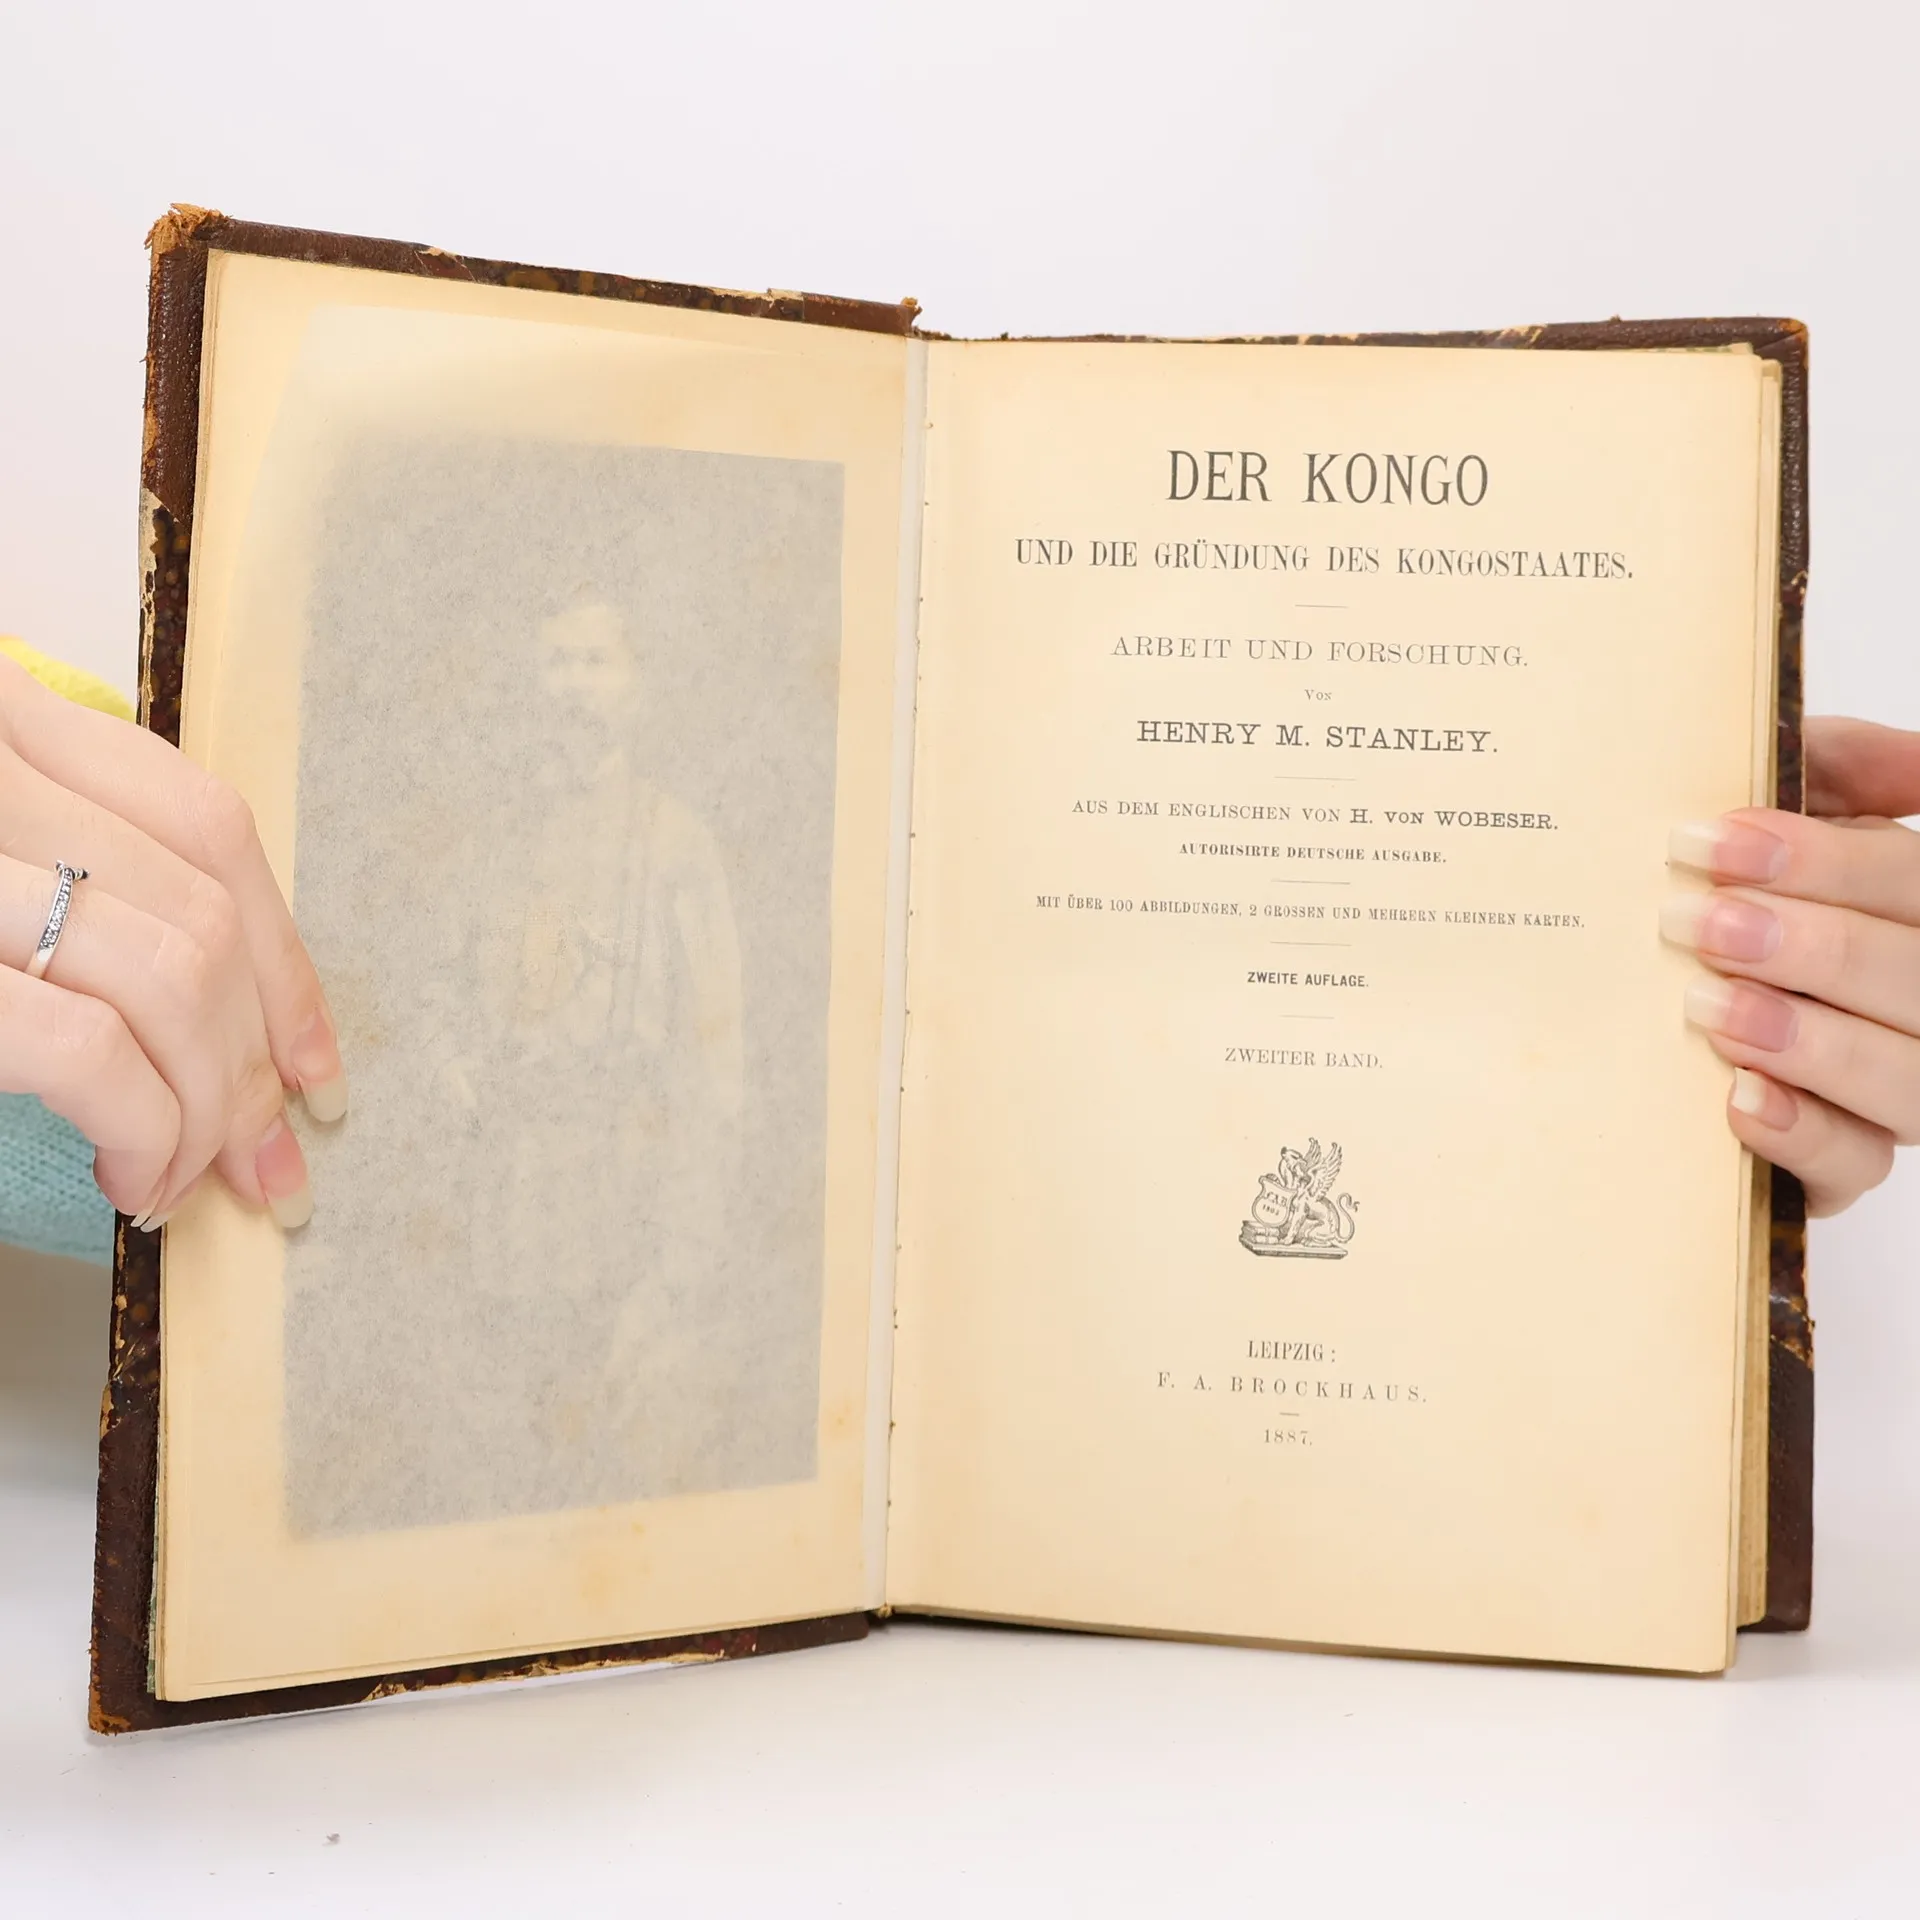 DER KONGO
UND DIE GRÜNDUNG DES KONGOSTAATES.
ARBEIT UND FORSCHUNG.
VON
HENRY M. STANLEY.
AUS DEM ENGLISCHEN VON H. VON WOBESER.
AUTORISIRTE DEUTSCHE AUSGABE.
MIT ÜBER 100 ABBILDUNGEN, 2 GROSSEN UND MEHRERN KLEINERN KARTEN.
ZWEITE AUFLAGE.
ZWEITER BAND.
F.A.B.
LEIPZIG:
F. A. BROCKHAUS.
1887.